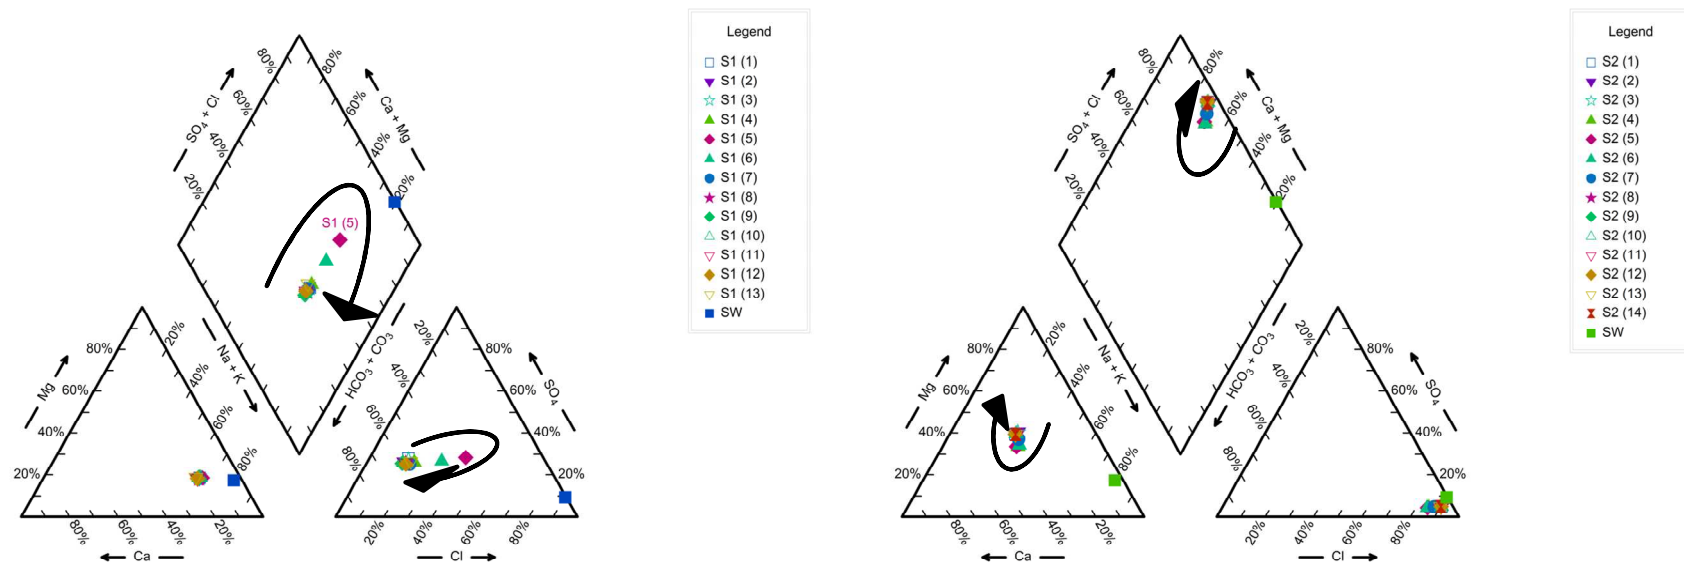 80%
80%
SO₄ + Cl
60%
60%
Ca + Mg
40%
40%
20%
20%
S1 (5)
Mg
80%
60%
40%
20%
20%
40%
60%
80%
Na + K
HCO₃ + CO₃
20%
40%
60%
80%
80%
60%
40%
20%
SO₄
80%
60%
40%
20%
Ca
20%
40%
60%
80%
Cl
Legend
S1 (1)
S1 (2)
S1 (3)
S1 (4)
S1 (5)
S1 (6)
S1 (7)
S1 (8)
S1 (9)
S1 (10)
S1 (11)
S1 (12)
S1 (13)
SW
80%
SO₄ + Cl
60%
60%
Ca + Mg
40%
40%
20%
20%
80%
Mg
80%
60%
40%
20%
20%
40%
60%
80%
Na + K
HCO₃ + CO₃
20%
40%
60%
80%
80%
60%
40%
20%
SO₄
80%
60%
40%
20%
Ca
20%
40%
60%
80%
Cl
Legend
S2 (1)
S2 (2)
S2 (3)
S2 (4)
S2 (5)
S2 (6)
S2 (7)
S2 (8)
S2 (9)
S2 (10)
S2 (11)
S2 (12)
S2 (13)
S2 (14)
SW